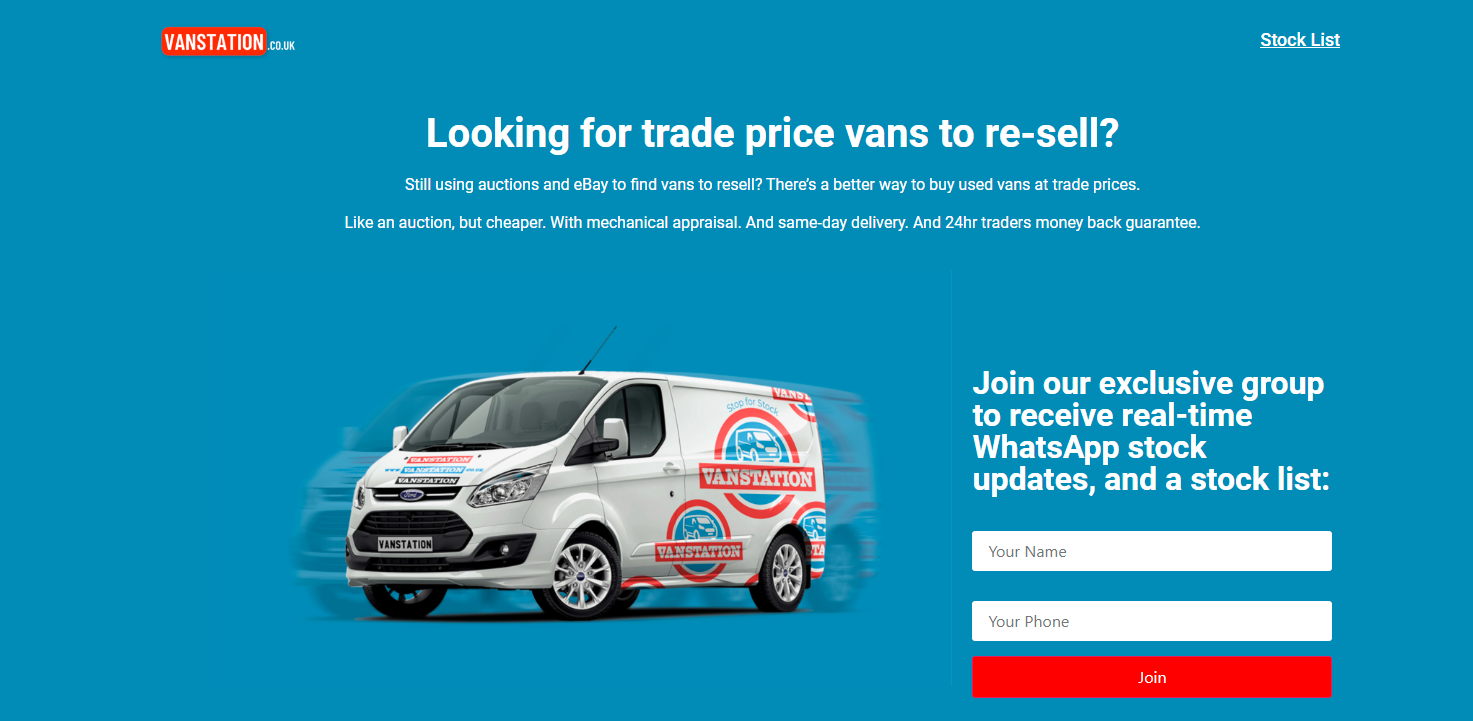 VANSTATION.CO.UK
Stock List
Looking for trade price vans to re-sell?
Still using auctions and eBay to find vans to resell? There’s a better way to buy used vans at trade prices.
Like an auction, but cheaper. With mechanical appraisal. And same-day delivery. And 24hr traders money back guarantee.
VANS
Stop for Stock
VANSTATION
VANSTATION
www.VANSTATION.co.uk
VANSTATION
Ford
VANSTATION
VANSTATION
STA
Join our exclusive group
to receive real-time
WhatsApp stock
updates, and a stock list:
Your Name
Your Phone
Join